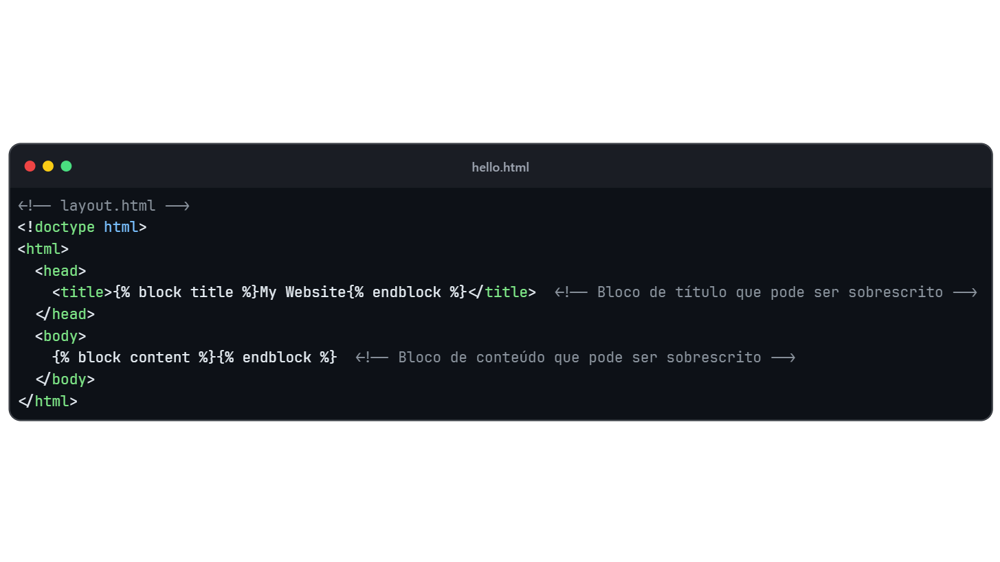 hello.html
<!-- layout.html -->
<!doctype html>
<html>
  <head>
    <title>{% block title %}My Website{% endblock %}</title>  <!-- Bloco de título que pode ser sobrescrito -->
  </head>
  <body>
    {% block content %}{% endblock %}  <!-- Bloco de conteúdo que pode ser sobrescrito -->
  </body>
</html>